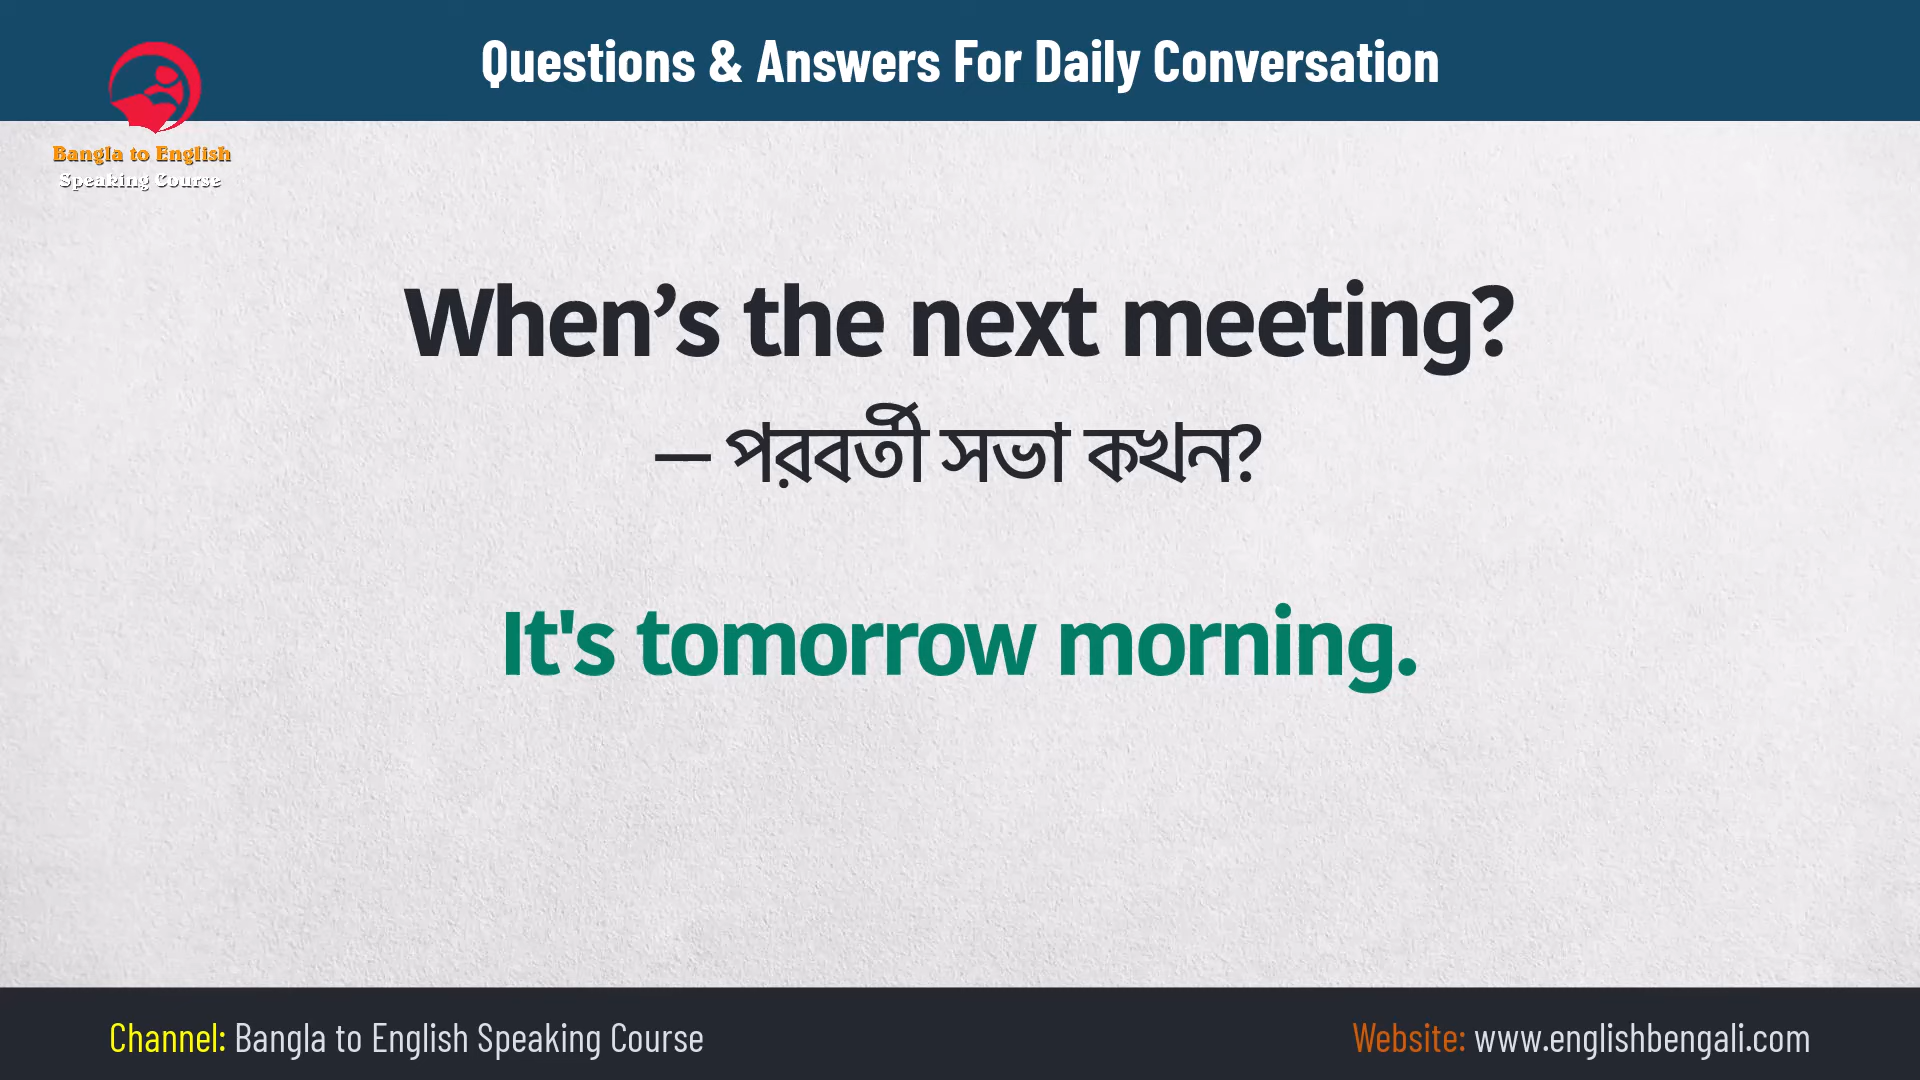 Questions & Answers For Daily Conversation
Bangla to English
Speaking Course
When’s the next meeting?
— পরবর্তী সভা কখন?
It's tomorrow morning.
Channel: Bangla to English Speaking Course
Website: www.englishbengali.com